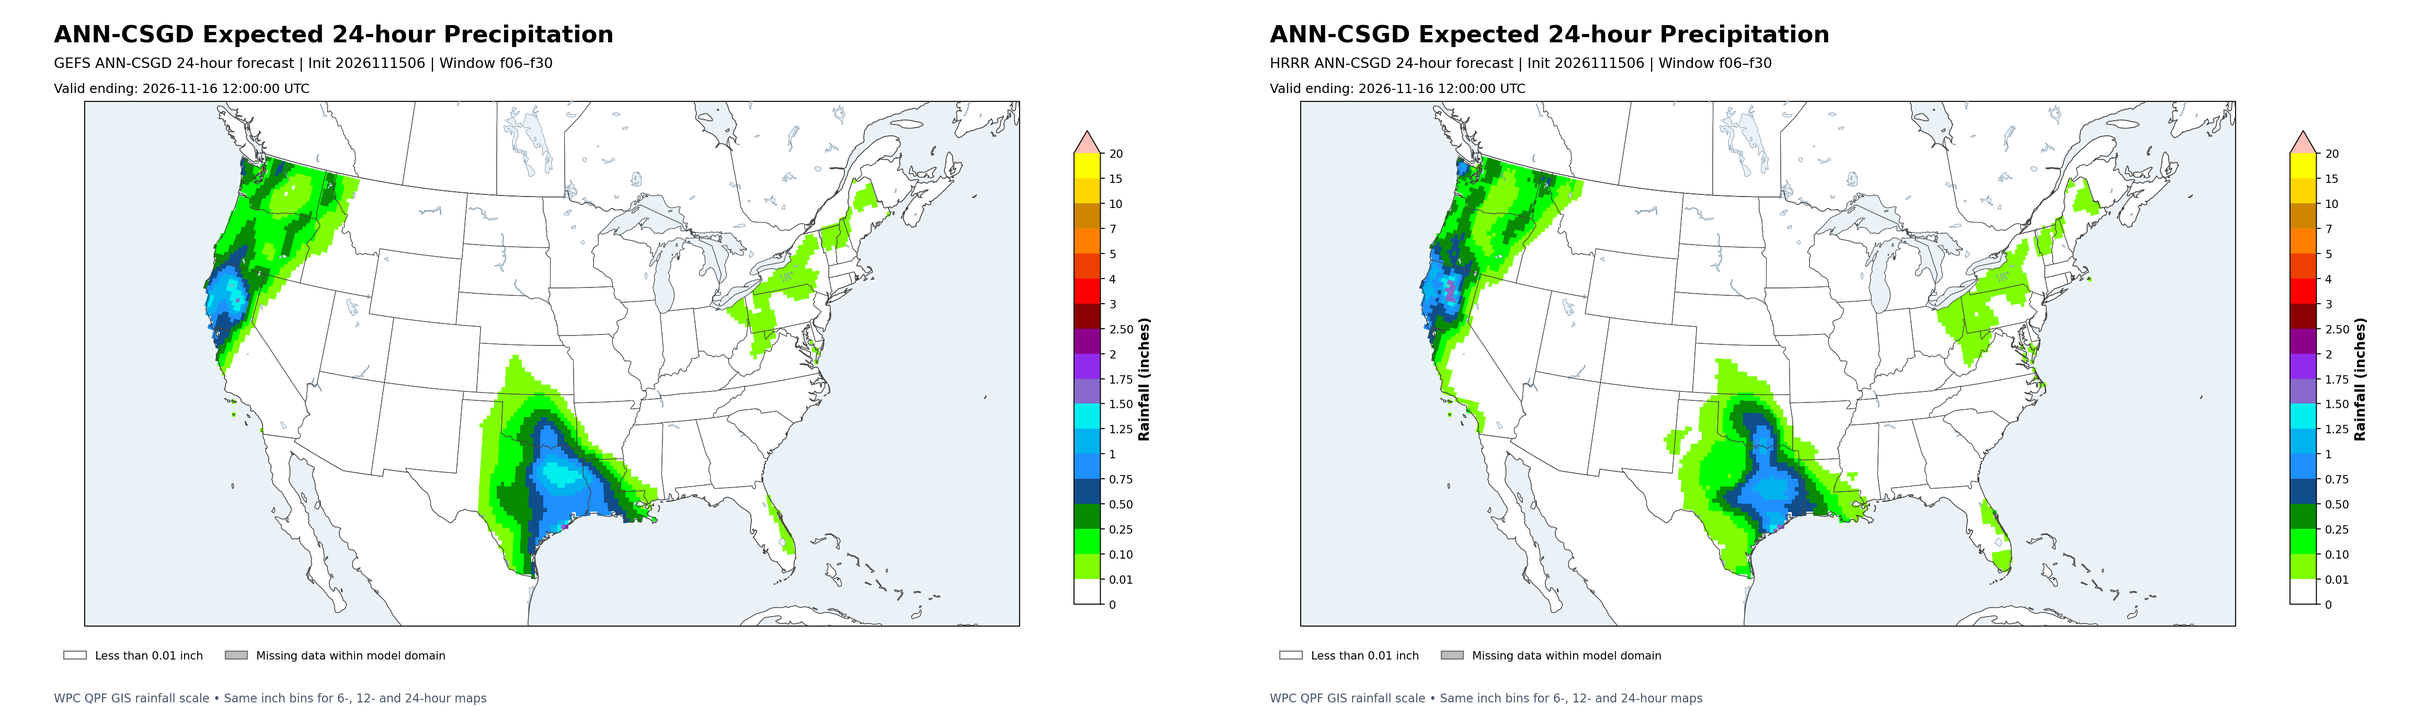 ANN-CSGD Expected 24-hour Precipitation
GEFS ANN-CSGD 24-hour forecast | Init 2026111506 | Window f06–f30
Valid ending: 2026-11-16 12:00:00 UTC
20
15
10
7
5
4
3
2.50
2
1.75
1.50
1.25
1
0.75
0.50
0.25
0.10
0.01
0
Rainfall (inches)
Less than 0.01 inch
Missing data within model domain
WPC QPF GIS rainfall scale • Same inch bins for 6-, 12- and 24-hour maps
ANN-CSGD Expected 24-hour Precipitation
HRRR ANN-CSGD 24-hour forecast | Init 2026111506 | Window f06–f30
Valid ending: 2026-11-16 12:00:00 UTC
20
15
10
7
5
4
3
2.50
2
1.75
1.50
1.25
1
0.75
0.50
0.25
0.10
0.01
0
Rainfall (inches)
Less than 0.01 inch
Missing data within model domain
WPC QPF GIS rainfall scale • Same inch bins for 6-, 12- and 24-hour maps